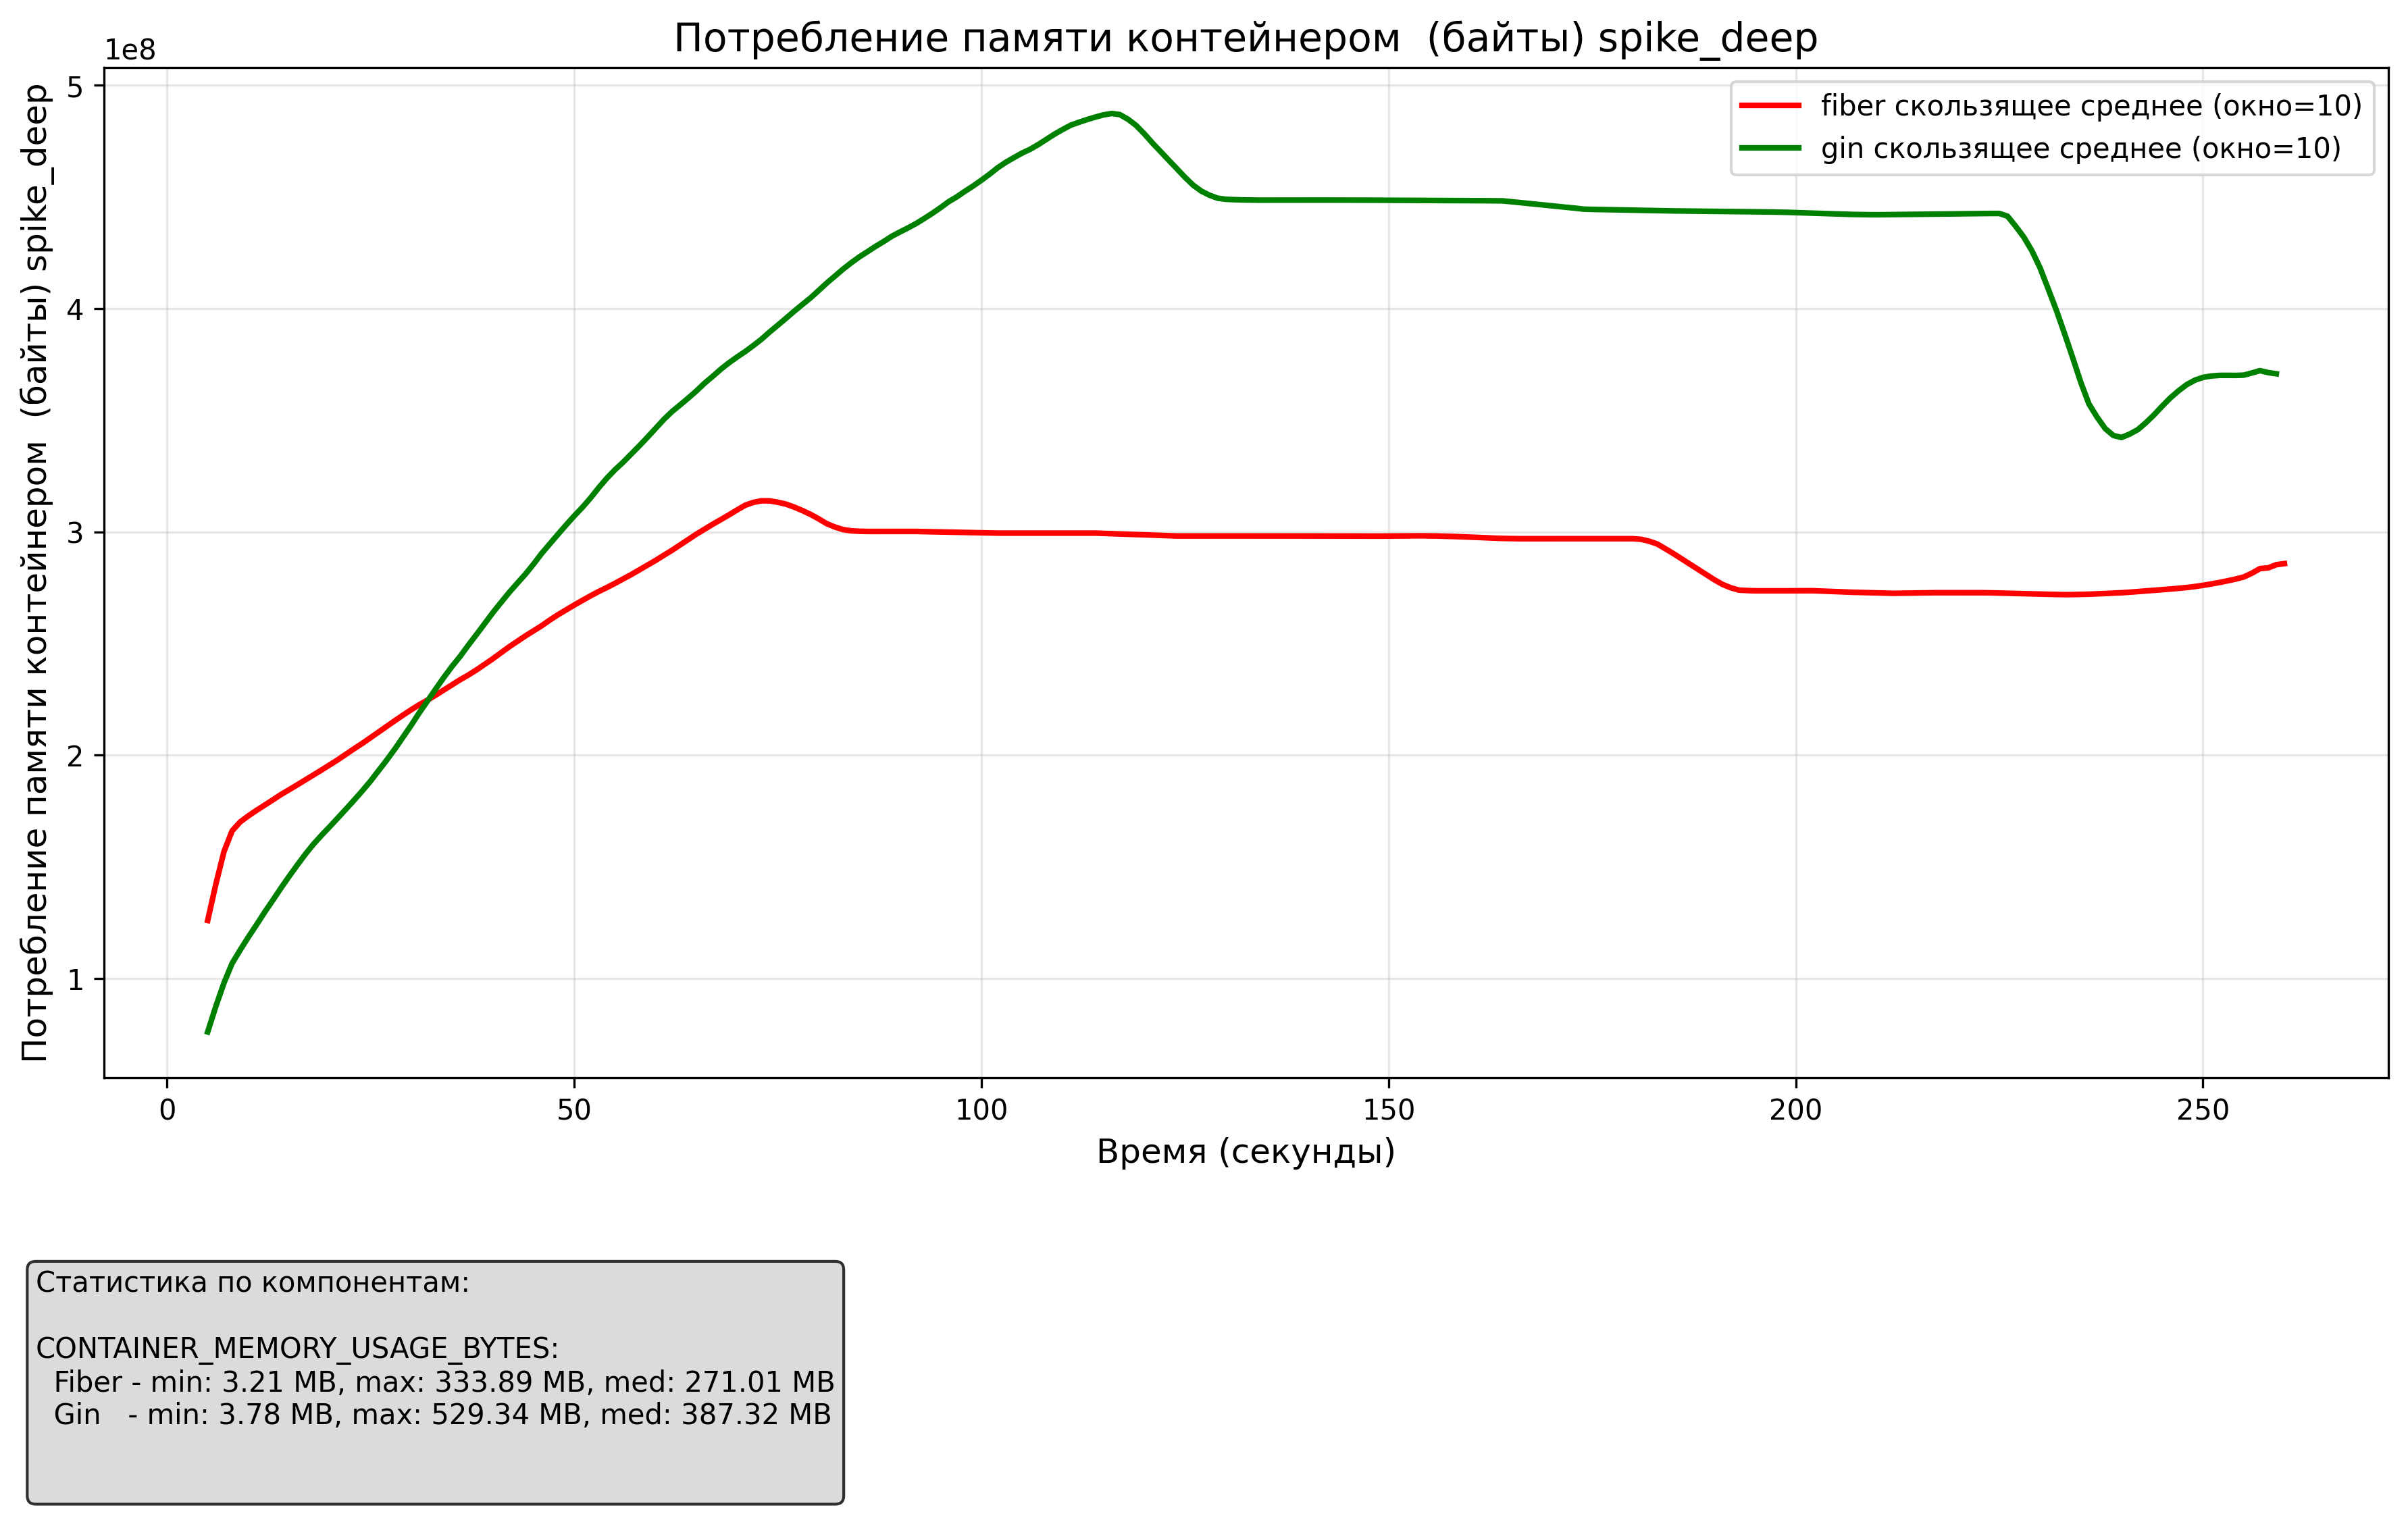 Потребление памяти контейнером  (байты) spike_deep
1e8
5
4
3
2
1
Потребление памяти контейнером  (байты) spike_deep
fiber скользящее среднее (окно=10)
gin скользящее среднее (окно=10)
0 50 100 150 200 250
Время (секунды)
Статистика по компонентам:
CONTAINER_MEMORY_USAGE_BYTES:
Fiber - min: 3.21 MB, max: 333.89 MB, med: 271.01 MB
Gin   - min: 3.78 MB, max: 529.34 MB, med: 387.32 MB